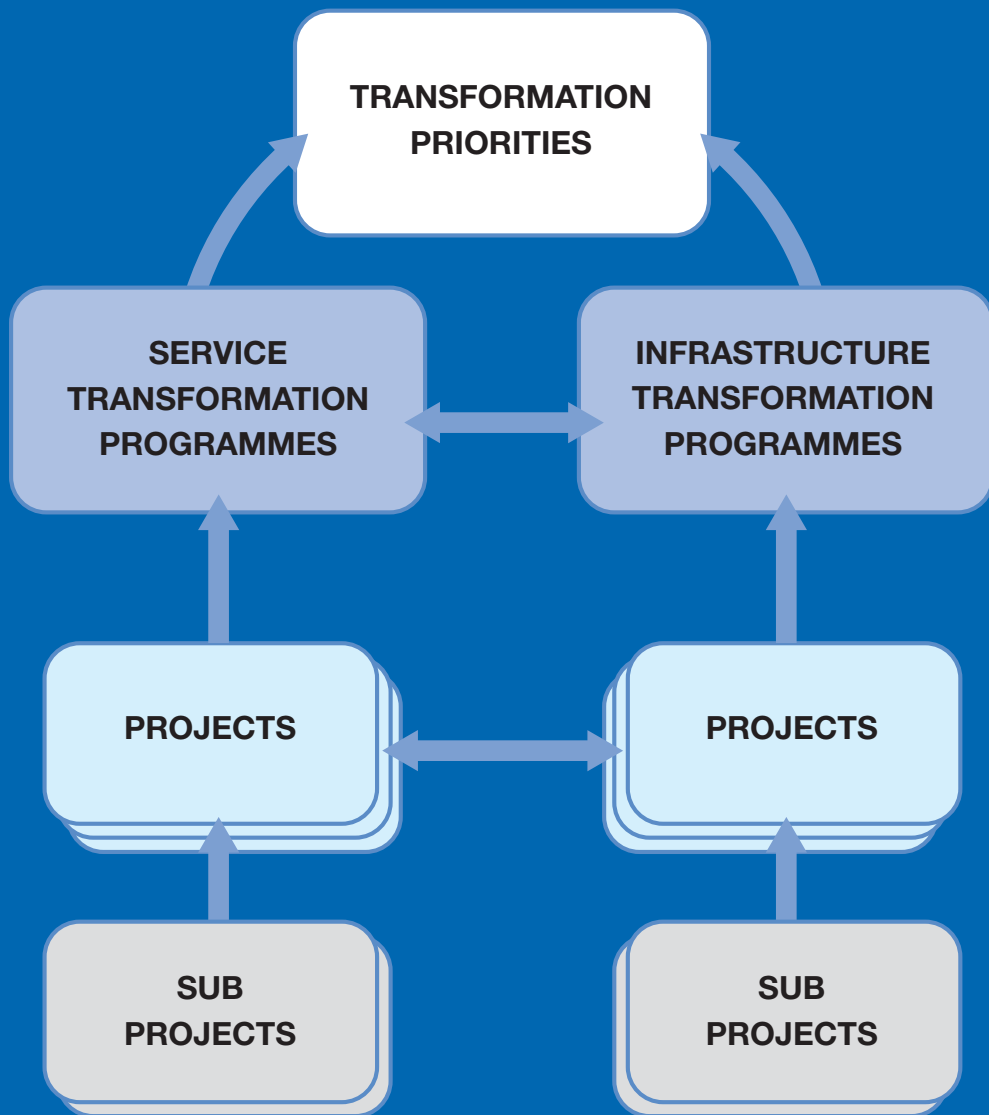 TRANSFORMATION
PRIORITIES
SERVICE
TRANSFORMATION
PROGRAMMES
INFRASTRUCTURE
TRANSFORMATION
PROGRAMMES
PROJECTS
PROJECTS
SUB
PROJECTS
SUB
PROJECTS